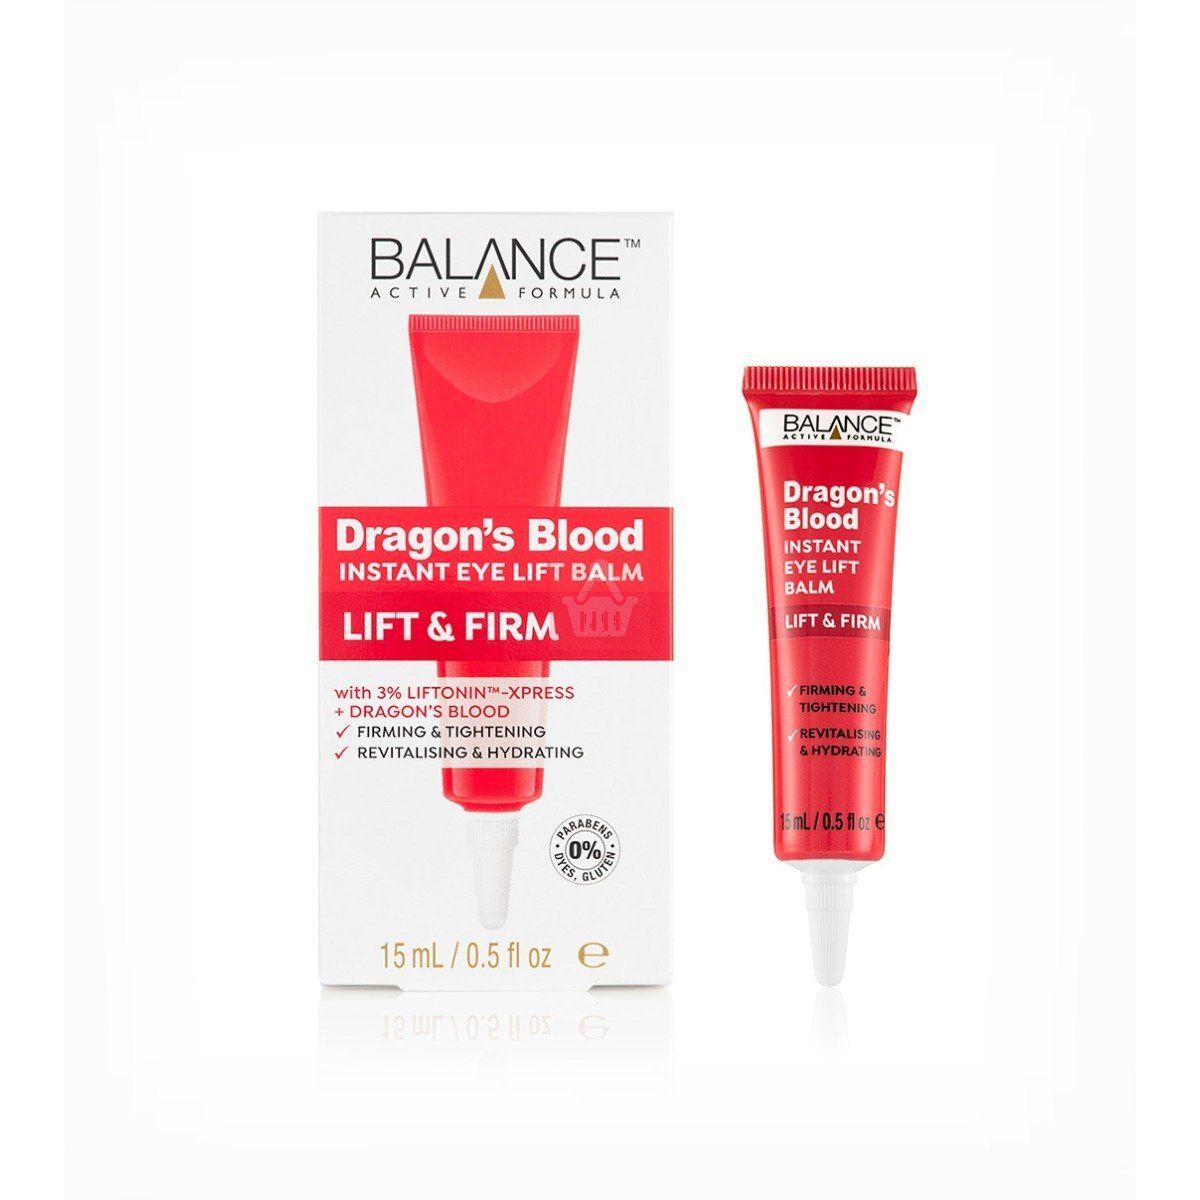 BALANCE™
ACTIVE FORMULA
Dragon's Blood
INSTANT EYE LIFT BALM
LIFT & FIRM
with 3% LIFTONIN™-XPRESS
+ DRAGON'S BLOOD
✓ FIRMING & TIGHTENING
✓ REVITALISING & HYDRATING
PARABENS
0%
DYES, GLUTEN
15 mL / 0.5 fl oz ℮
BALANCE™
ACTIVE FORMULA
Dragon's
Blood
INSTANT
EYE LIFT
BALM
LIFT & FIRM
✓ FIRMING &
TIGHTENING
✓ REVITALISING
& HYDRATING
15 mL / 0.5 fl oz ℮